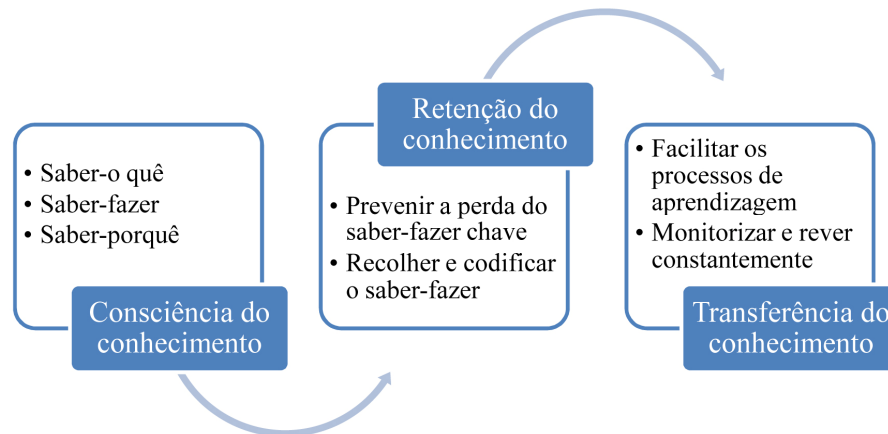 • Saber-o quê
• Saber-fazer
• Saber-porquê
Consciência do
conhecimento
Retenção do
conhecimento
• Prevenir a perda do
saber-fazer chave
• Recolher e codificar
o saber-fazer
• Facilitar os
processos de
aprendizagem
• Monitorizar e rever
constantemente
Transferência do
conhecimento